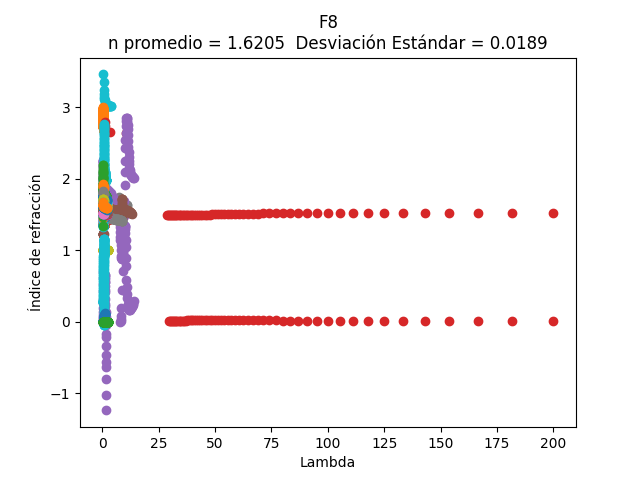 F8
n promedio = 1.6205  Desviación Estándar = 0.0189
Índice de refracción
3
2
1
0
−1
0 25 50 75 100 125 150 175 200
Lambda